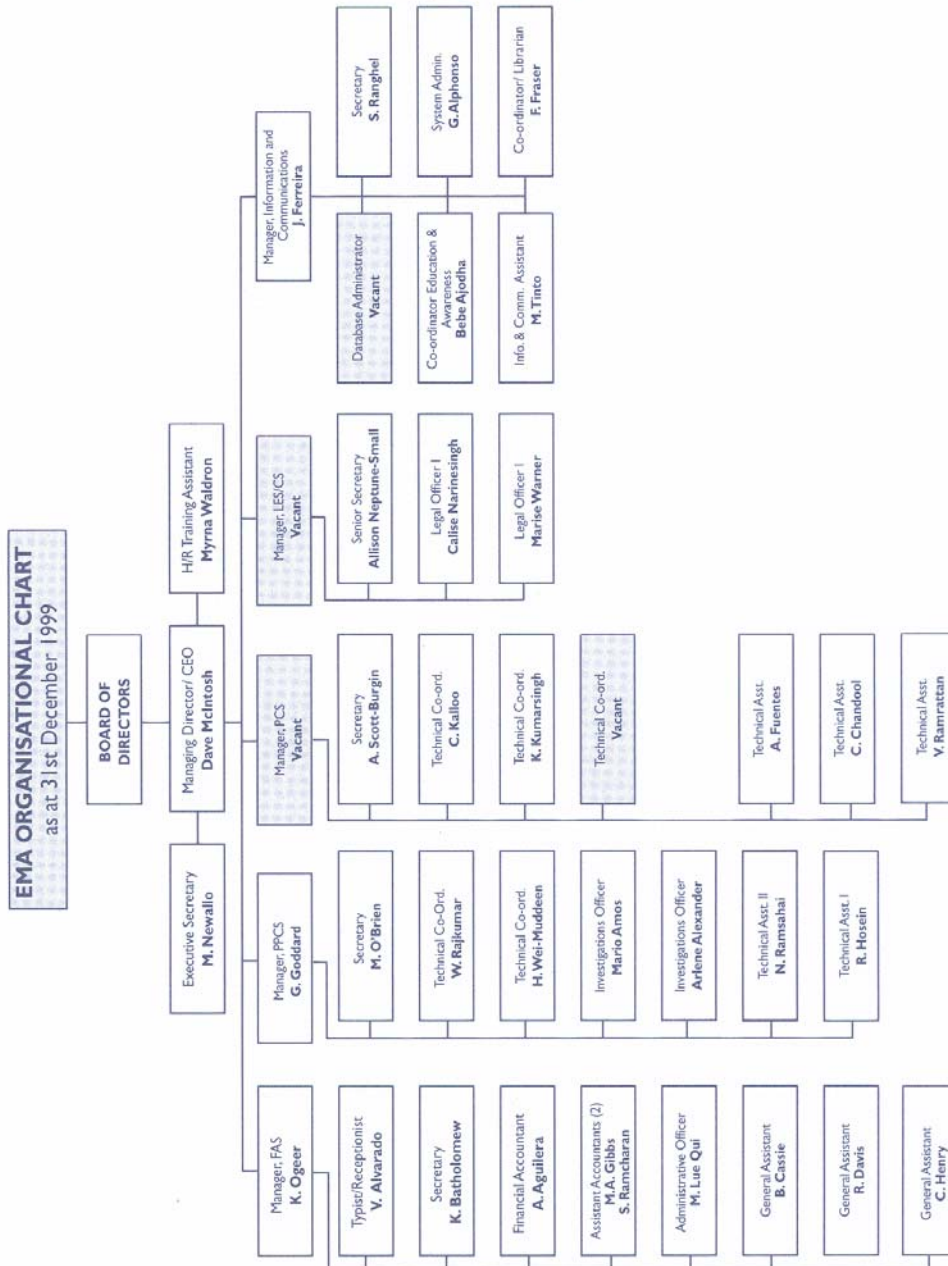 EMA ORGANISATIONAL CHART
as at 31st December 1999
BOARD OF
DIRECTORS
Executive Secretary
M. Newallo
Managing Director/ CEO
Dave McIntosh
H/R Training Assistant
Myrna Waldron
Manager, FAS
K. Ogeer
Typist/Receptionist
V. Alvarado
Secretary
K. Batholomew
Financial Accountant
A. Aguilera
Assistant Accountants (2)
M.A. Gibbs
S. Ramcharan
Administrative Officer
M. Lue Qui
General Assistant
B. Cassie
General Assistant
R. Davis
General Assistant
C. Henry
Manager, PPCS
G. Goddard
Secretary
M. O'Brien
Technical Co-Ord.
W. Rajkumar
Technical Co-ord.
H. Wei-Muddeen
Investigations Officer
Mario Amos
Investigations Officer
Arlene Alexander
Technical Asst. II
N. Ramsahai
Technical Asst. I
R. Hosein
Manager, PCS
Vacant
Secretary
A. Scott-Burgin
Technical Co-ord.
C. Kalloo
Technical Co-ord.
K. Kumarsingh
Technical Co-ord.
Vacant
Technical Asst.
A. Fuentes
Technical Asst.
C. Chandool
Technical Asst.
V. Ramrattan
Manager, LES/CS
Vacant
Senior Secretary
Allison Neptune-Small
Legal Officer I
Calise Narinesingh
Legal Officer I
Marise Warner
Manager, Information and
Communications
J. Ferreira
Database Administrator
Vacant
Secretary
S. Ranghel
Co-ordinator Education &
Awareness
Bebe Ajodha
System Admin.
G. Alphonso
Info. & Comm. Assistant
M. Tinto
Co-ordinator/ Librarian
F. Fraser